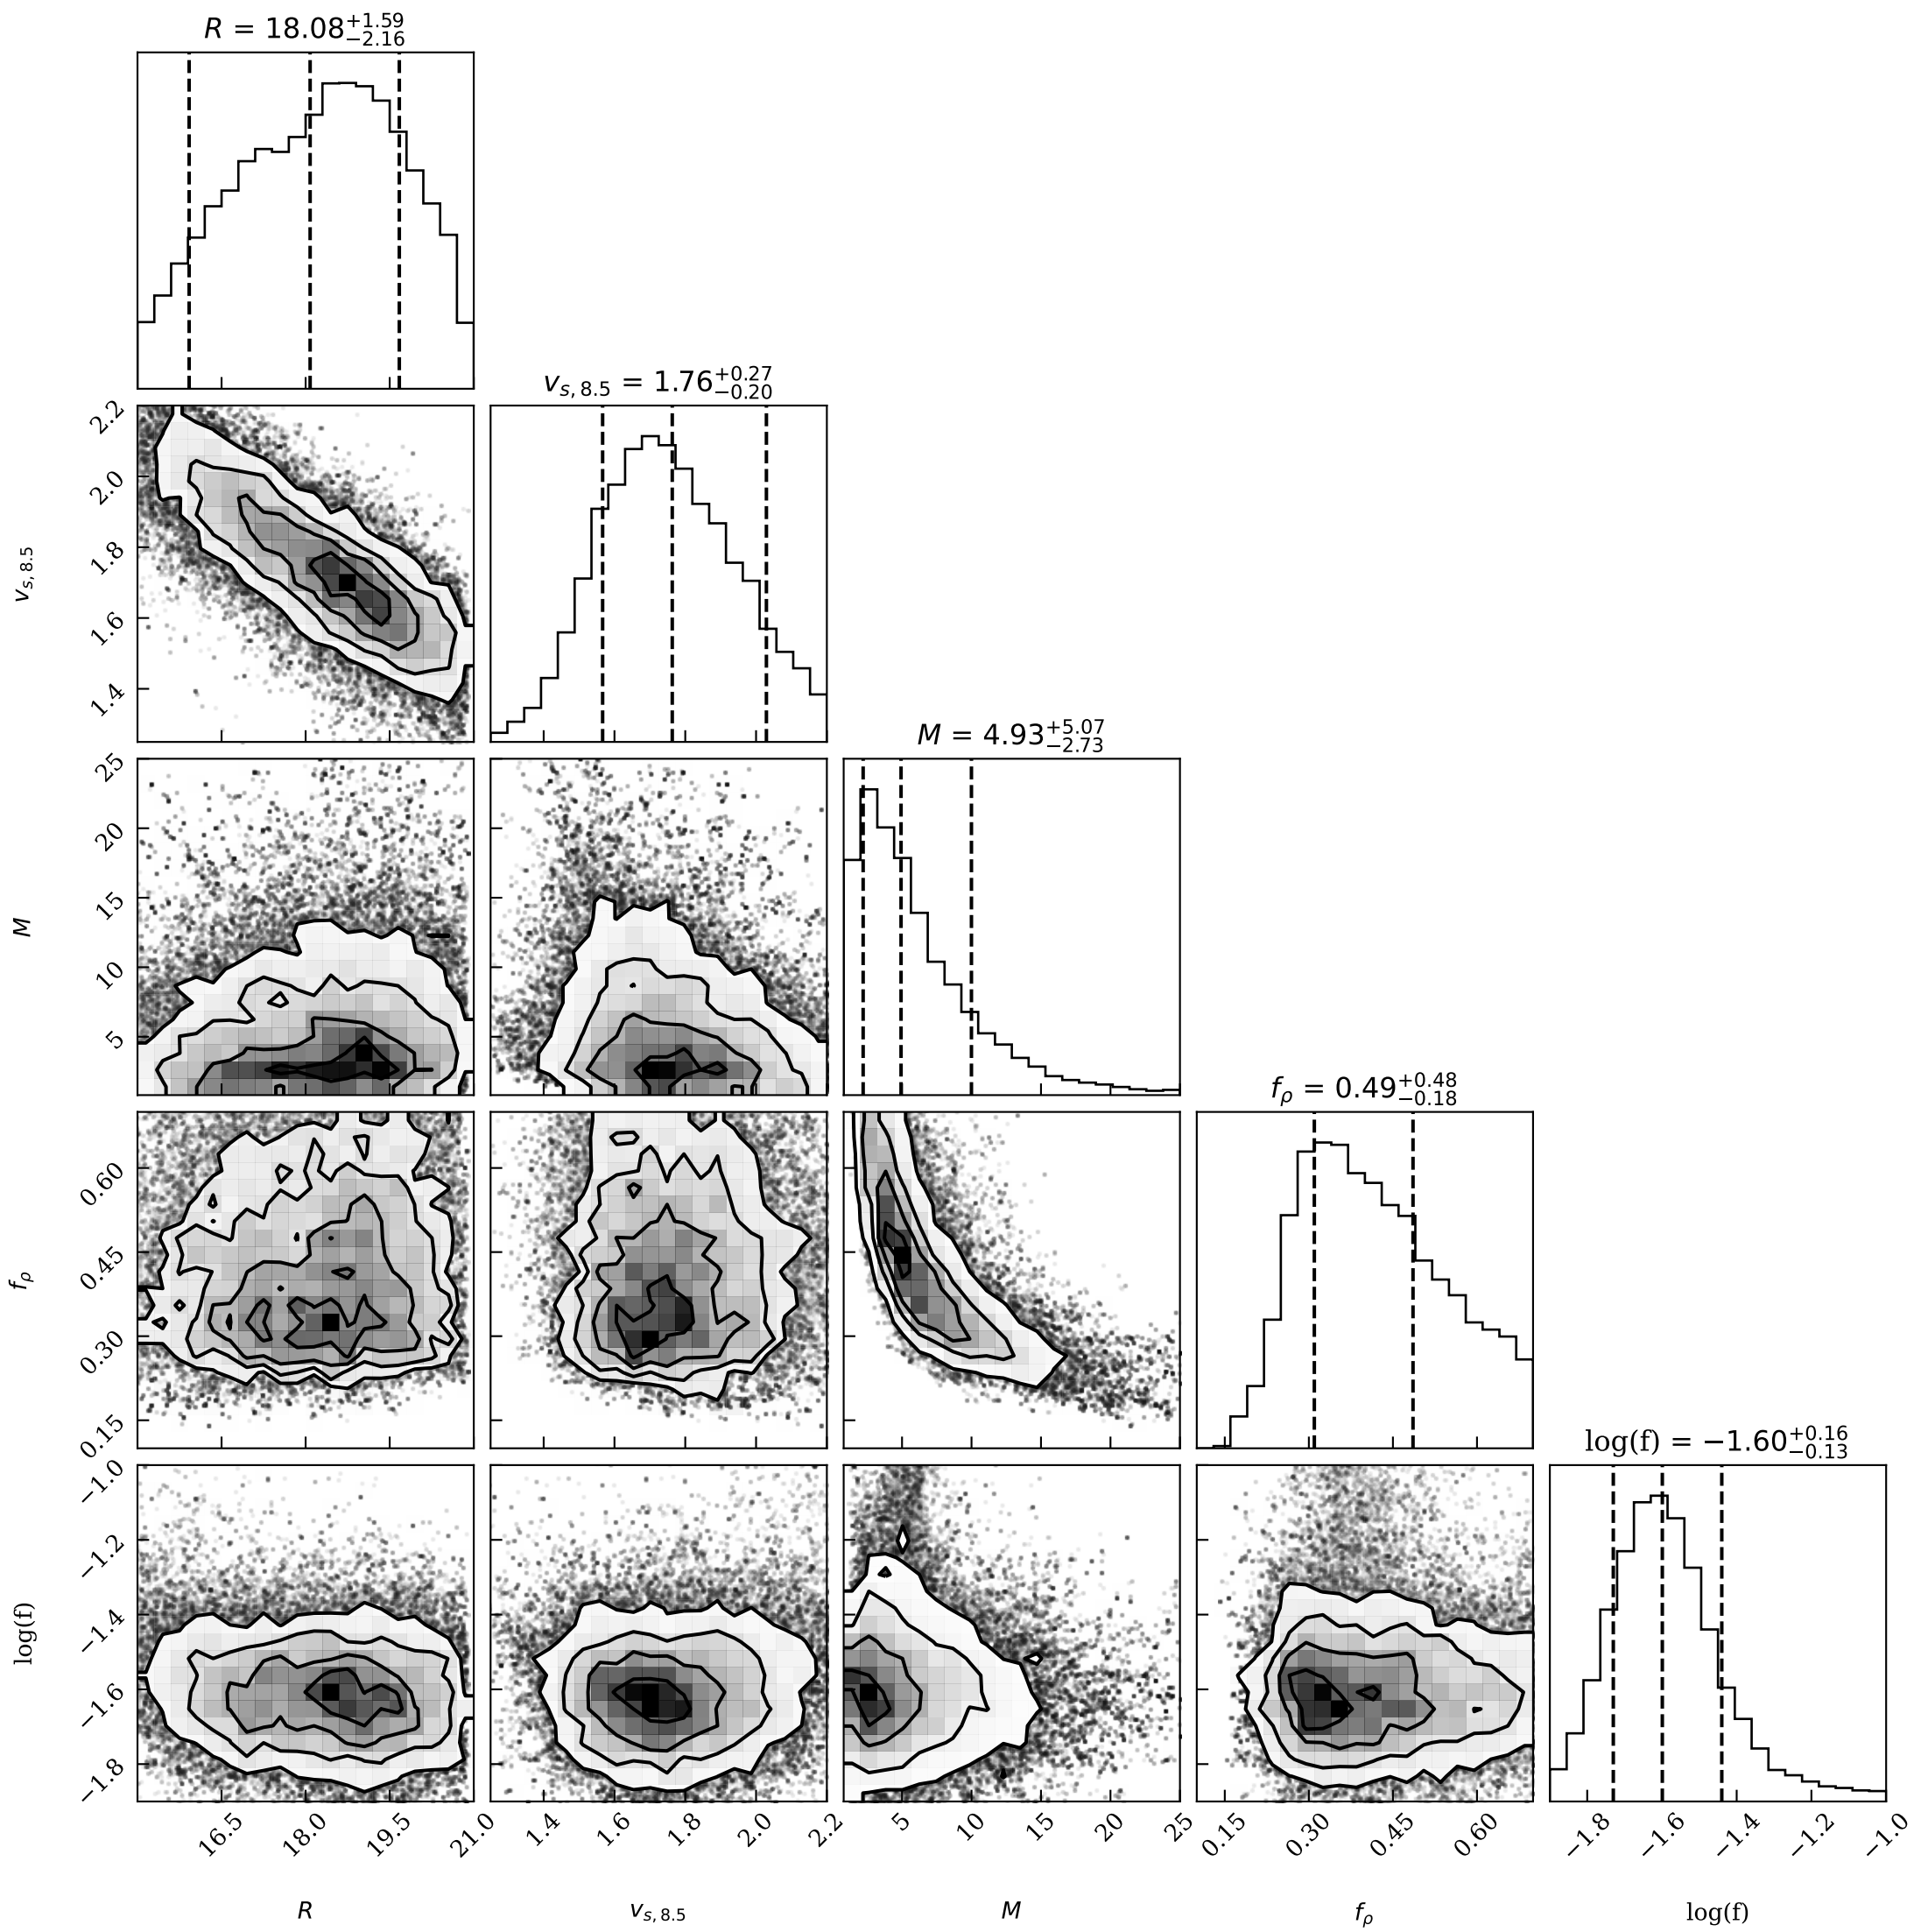 R = 18.08 +1.59 −2.16
v_s, 8.5 = 1.76 +0.27 −0.20
2.2
2.0
1.8
1.6
1.4
v_s, 8.5
M = 4.93 +5.07 −2.73
25
20
15
10
5
M
f_ρ = 0.49 +0.48 −0.18
0.60
0.45
0.30
0.15
f_ρ
log(f) = −1.60 +0.16 −0.13
−1.0
−1.2
−1.4
−1.6
−1.8
log(f)
16.5 18.0 19.5 21.0 1.4 1.6 1.8 2.0 2.2 5 10 15 20 25 0.15 0.30 0.45 0.60 −1.8 −1.6 −1.4 −1.2 −1.0
R v_s, 8.5 M f_ρ log(f)